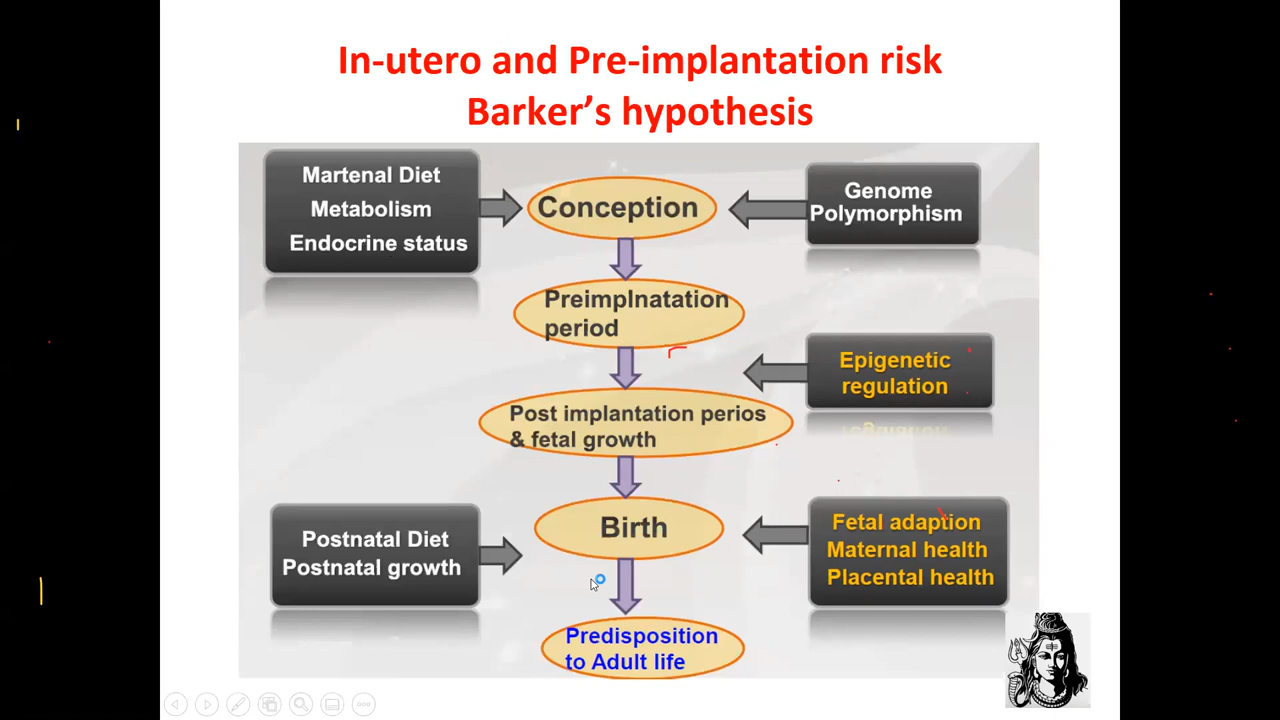 In-utero and Pre-implantation risk
Barker’s hypothesis
Martenal Diet
Metabolism
Endocrine status
Conception
Genome
Polymorphism
Preimplnatation
period
Epigenetic
regulation
Post implantation perios
& fetal growth
Postnatal Diet
Postnatal growth
Birth
Fetal adaption
Maternal health
Placental health
Predisposition
to Adult life